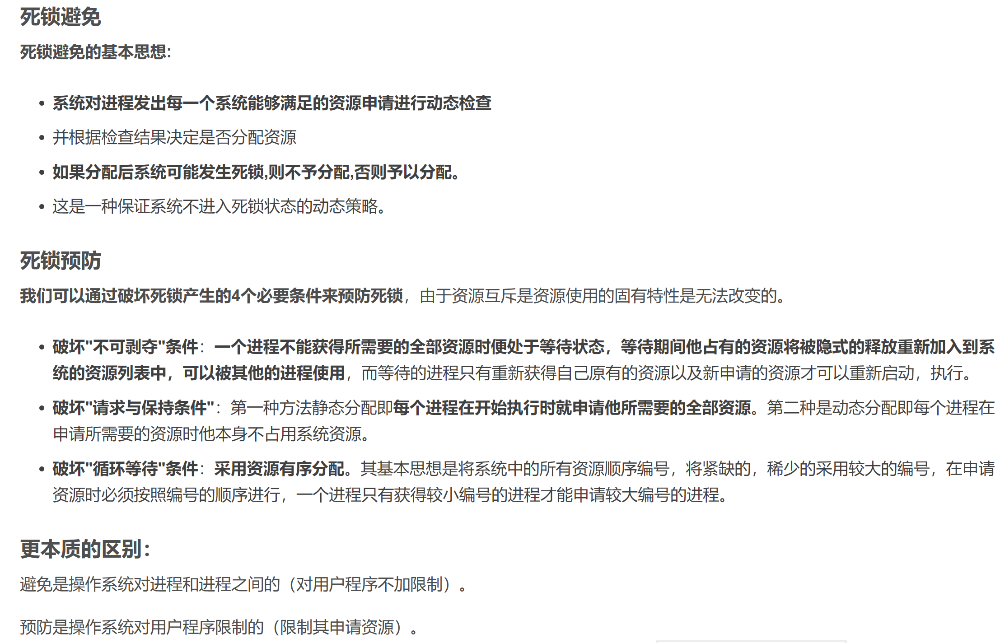 死锁避免
死锁避免的基本思想:
系统对进程发出每一个系统能够满足的资源申请进行动态检查
并根据检查结果决定是否分配资源
如果分配后系统可能发生死锁,则不予分配,否则予以分配。
这是一种保证系统不进入死锁状态的动态策略。
死锁预防
我们可以通过破坏死锁产生的4个必要条件来预防死锁，由于资源互斥是资源使用的固有特性是无法改变的。
破坏"不可剥夺"条件：一个进程不能获得所需要的全部资源时便处于等待状态，等待期间他占有的资源将被隐式的释放重新加入到系
统的资源列表中，可以被其他的进程使用，而等待的进程只有重新获得自己原有的资源以及新申请的资源才可以重新启动，执行。
破坏"请求与保持条件"：第一种方法静态分配即每个进程在开始执行时就申请他所需要的全部资源。第二种是动态分配即每个进程在
申请所需要的资源时他本身不占用系统资源。
破坏"循环等待"条件：采用资源有序分配。其基本思想是将系统中的所有资源顺序编号，将紧缺的，稀少的采用较大的编号，在申请
资源时必须按照编号的顺序进行，一个进程只有获得较小编号的进程才能申请较大编号的进程。
更本质的区别：
避免是操作系统对进程和进程之间的（对用户程序不加限制）。
预防是操作系统对用户程序限制的（限制其申请资源）。